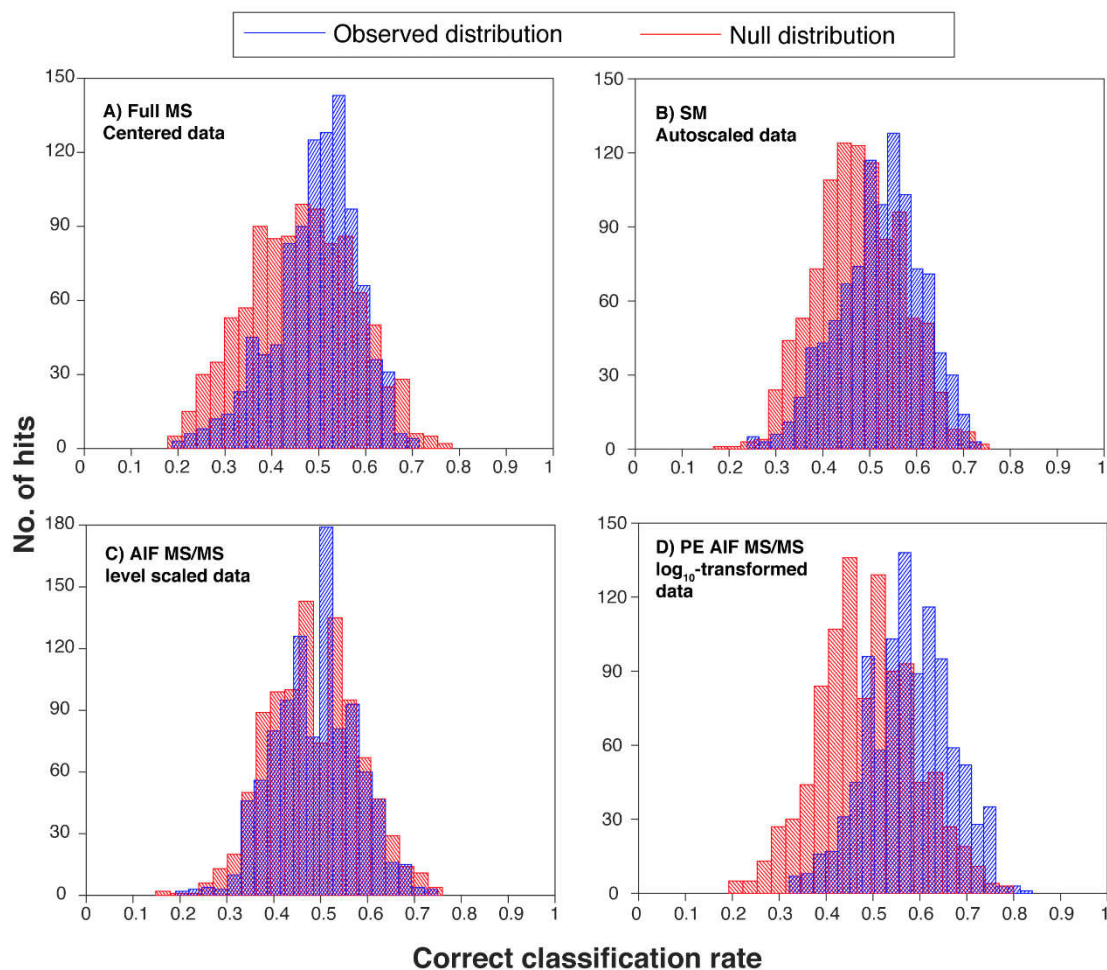 Observed distribution Null distribution
No. of hits
150
120
90
60
30
0
A) Full MS
Centered data
0 0.1 0.2 0.3 0.4 0.5 0.6 0.7 0.8 0.9 1
150
120
90
60
30
0
B) SM
Autoscaled data
0 0.1 0.2 0.3 0.4 0.5 0.6 0.7 0.8 0.9 1
180
150
120
90
60
30
0
C) AIF MS/MS
level scaled data
0 0.1 0.2 0.3 0.4 0.5 0.6 0.7 0.8 0.9 1
150
120
90
60
30
0
D) PE AIF MS/MS
log₁₀-transformed
data
0 0.1 0.2 0.3 0.4 0.5 0.6 0.7 0.8 0.9 1
Correct classification rate